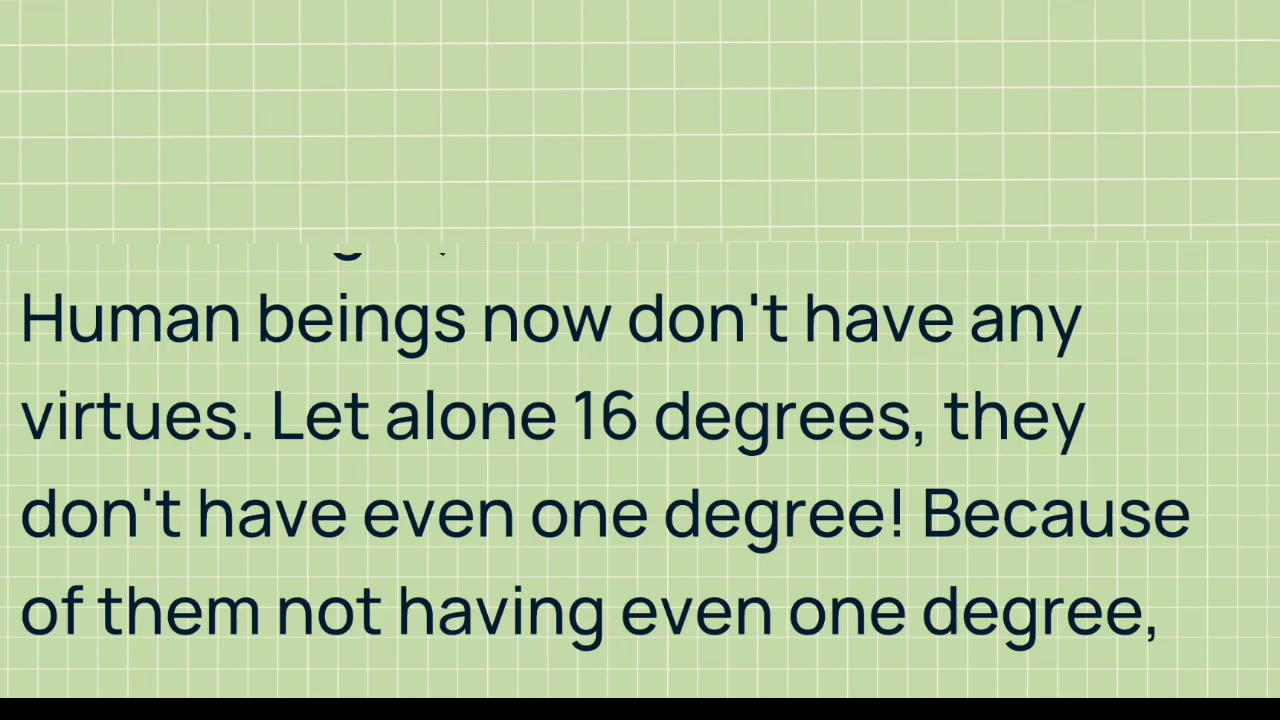 Human beings now don't have any
virtues. Let alone 16 degrees, they
don't have even one degree! Because
of them not having even one degree,